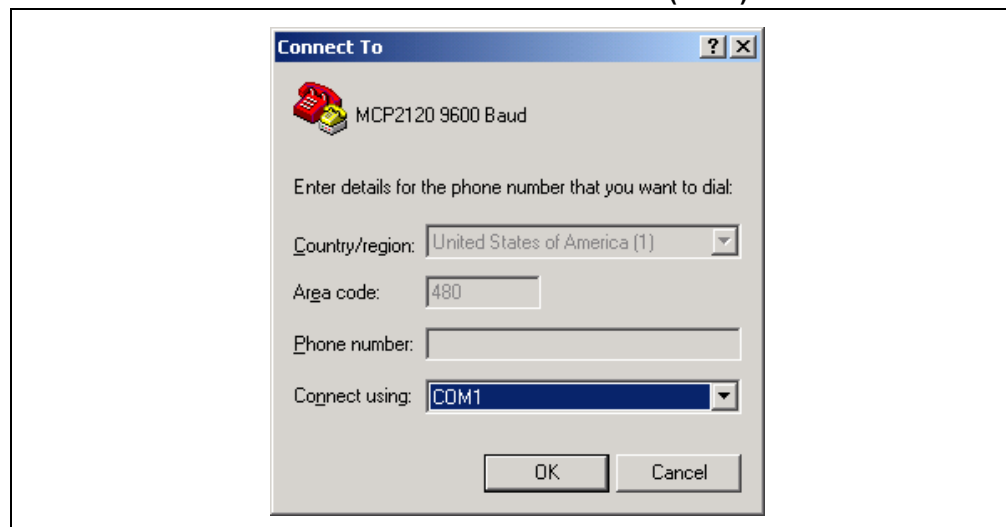 Connect To
MCP2120 9600 Baud
Enter details for the phone number that you want to dial:
Country/region: United States of America (1)
Area code: 480
Phone number:
Connect using: COM1
OK Cancel